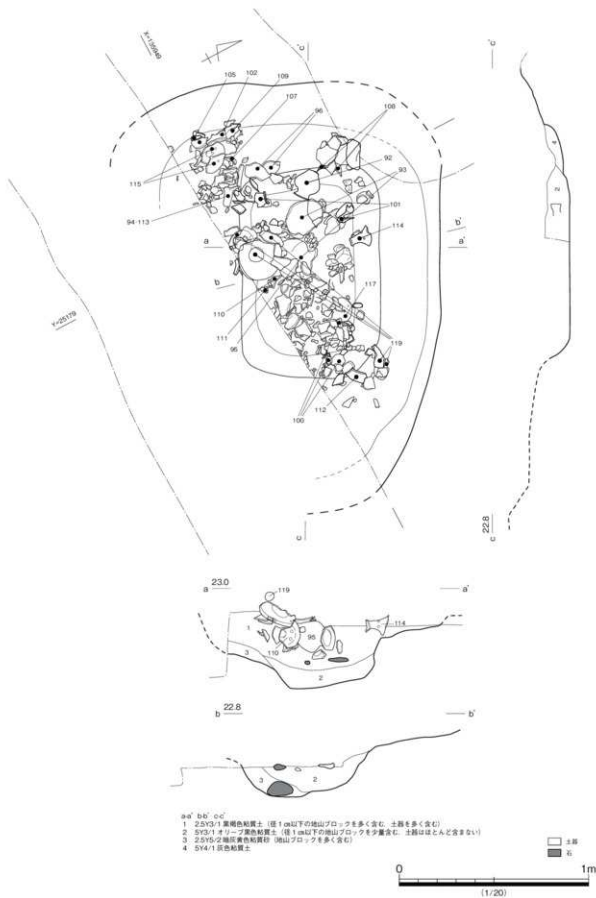 X=135949
c'
c'
105
102
109
107
96
108
92
93
115
101
94・113
114
b'
a
a'
b
117
Y=25179
110
111
119
95
112
100
4
2
c
22.8
c
a 23.0
119
a'
1
114
95
110
3
2
b 22.8
b'
3
2
a-a' b-b' c-c'
1 2.5Y3/1 黒褐色粘質土（径1㎝以下の地山ブロックを多く含む 土器を多く含む）
2 5Y3/1 オリーブ黒色粘質土（径1㎝以下の地山ブロックを少量含む 土器はほとんど含まない）
3 2.5Y5/2 暗灰黄色粘質砂（地山ブロックを多く含む）
4 5Y4/1 灰色粘質土
土器
石
0
1m
(1/20)